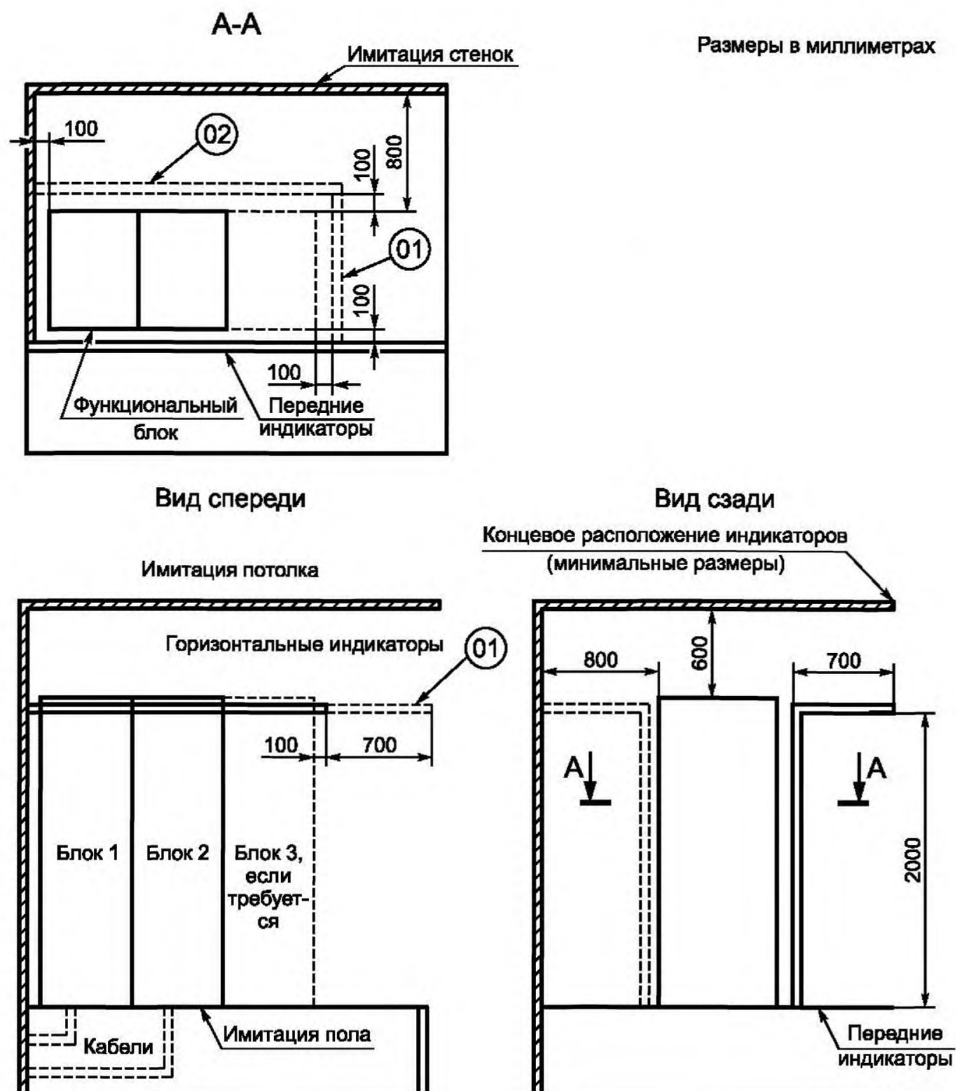 А-А
Размеры в миллиметрах
Имитация стенок
100
02
100
800
01
100
100
Функциональный
блок
Передние
индикаторы
Вид спереди
Вид сзади
Концевое расположение индикаторов
(минимальные размеры)
Имитация потолка
Горизонтальные индикаторы
01
800
600
700
100
700
А
А
Блок 1
Блок 2
Блок 3,
если
требует-
ся
2000
Кабели
Имитация пола
Передние
индикаторы